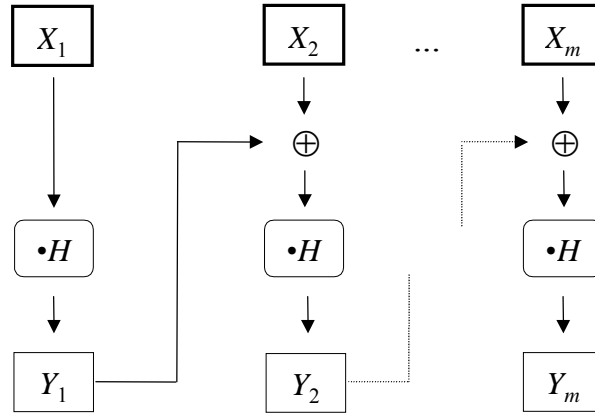 X₁ X₂ ... Xₘ
⊕ ⊕
•H •H •H
Y₁ Y₂ Yₘ